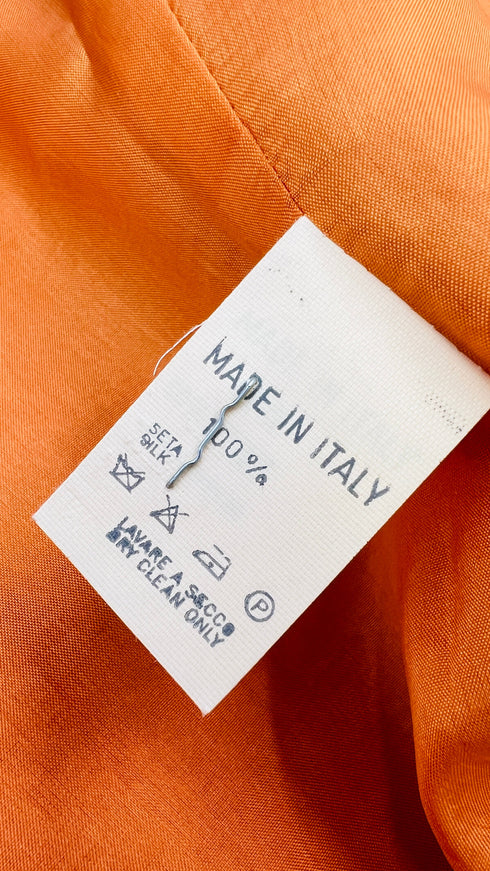 MADE IN ITALY
100%
SETA
SILK
P
LAVARE A SECCO
DRY CLEAN ONLY